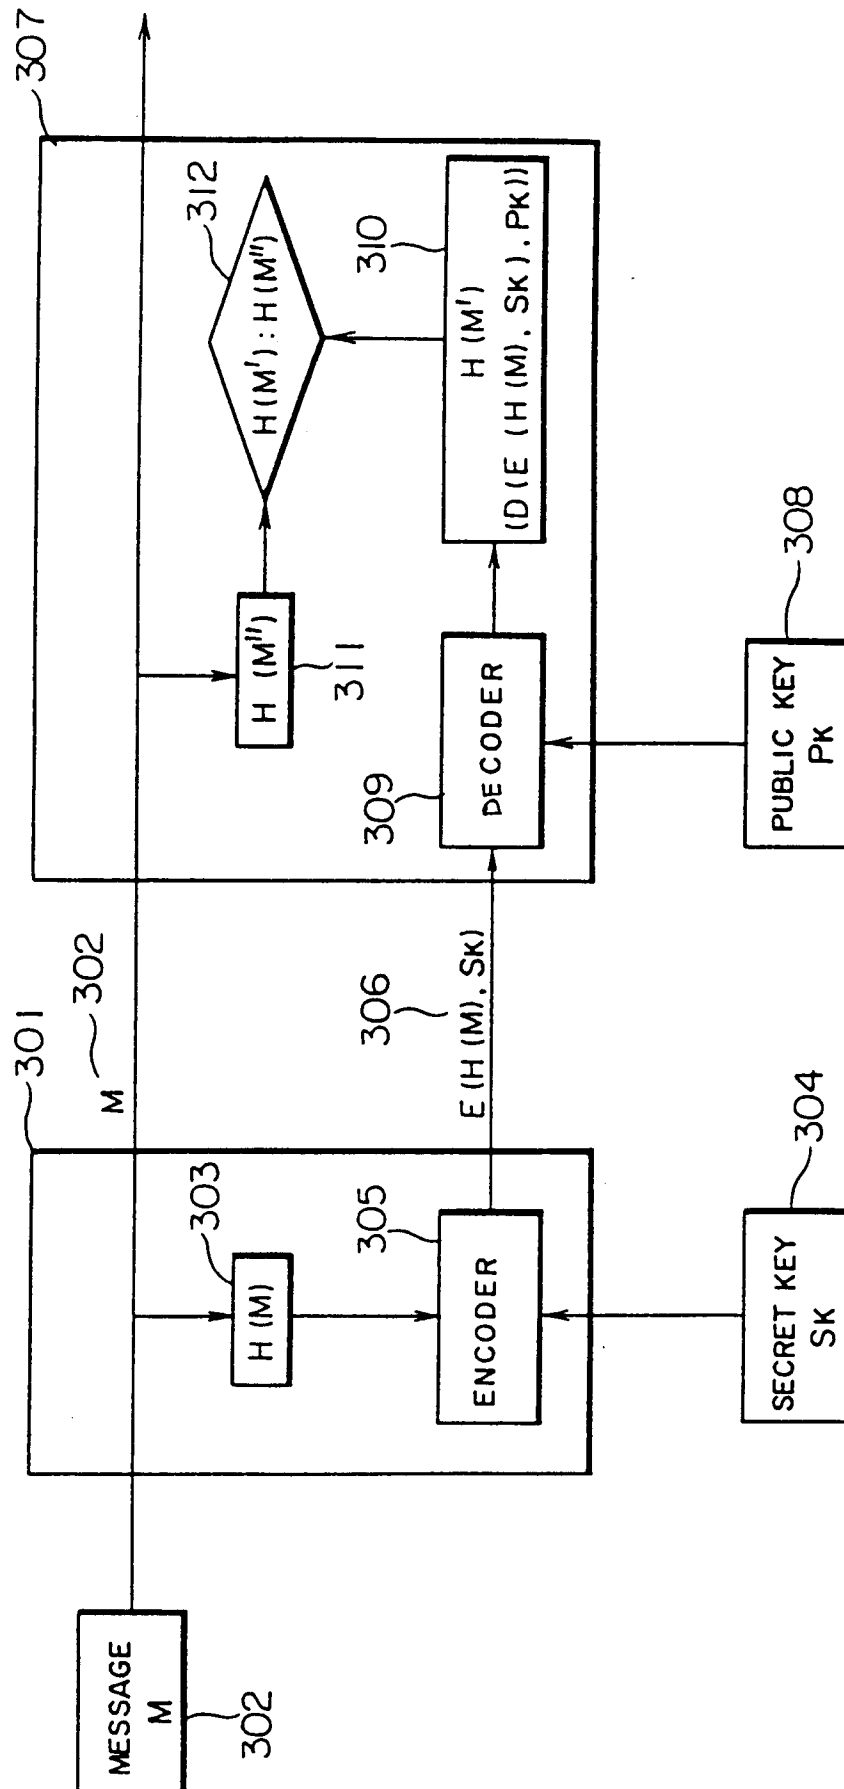 MESSAGE
M
302
301
M
302
303
H (M)
305
ENCODER
SECRET KEY
SK
304
306
E (H (M), SK)
307
H (M'')
311
312
H (M') : H (M'')
309
DECODER
310
H (M')
(D (E (H (M), SK), PK))
PUBLIC KEY
PK
308